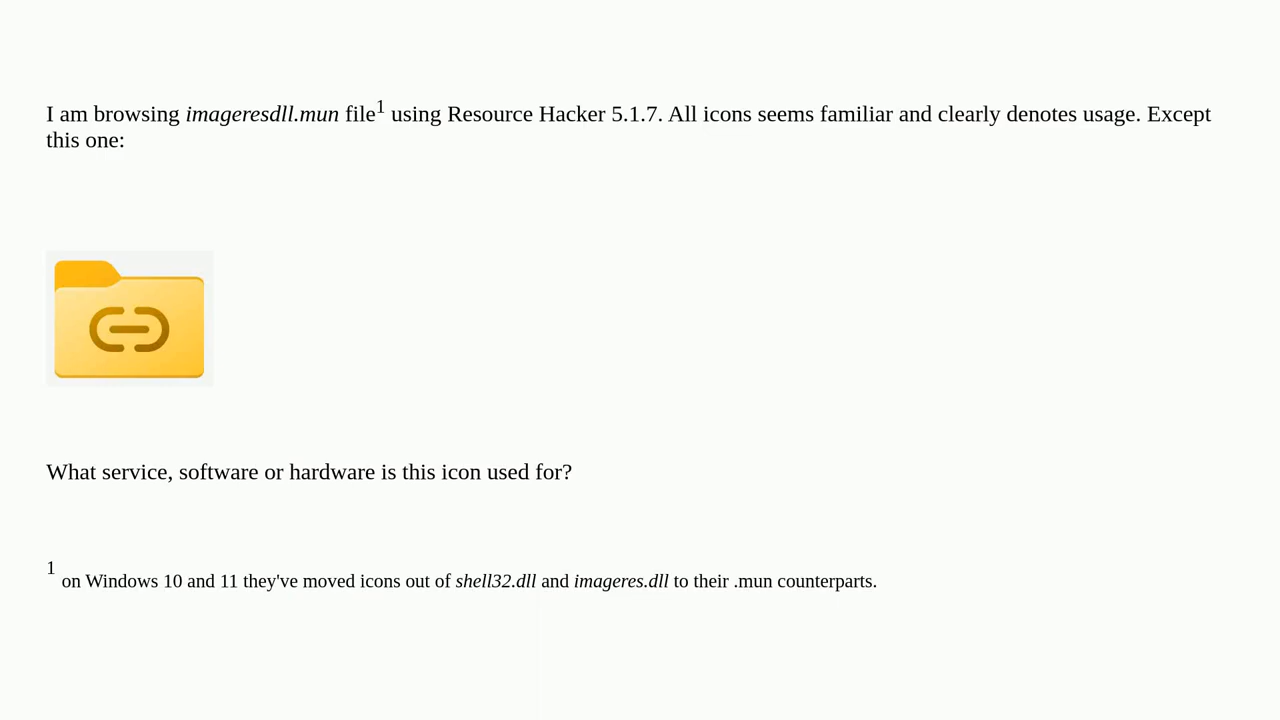 I am browsing imageresdll.mun file1 using Resource Hacker 5.1.7. All icons seems familiar and clearly denotes usage. Except
this one:
What service, software or hardware is this icon used for?
1 on Windows 10 and 11 they've moved icons out of shell32.dll and imageres.dll to their .mun counterparts.